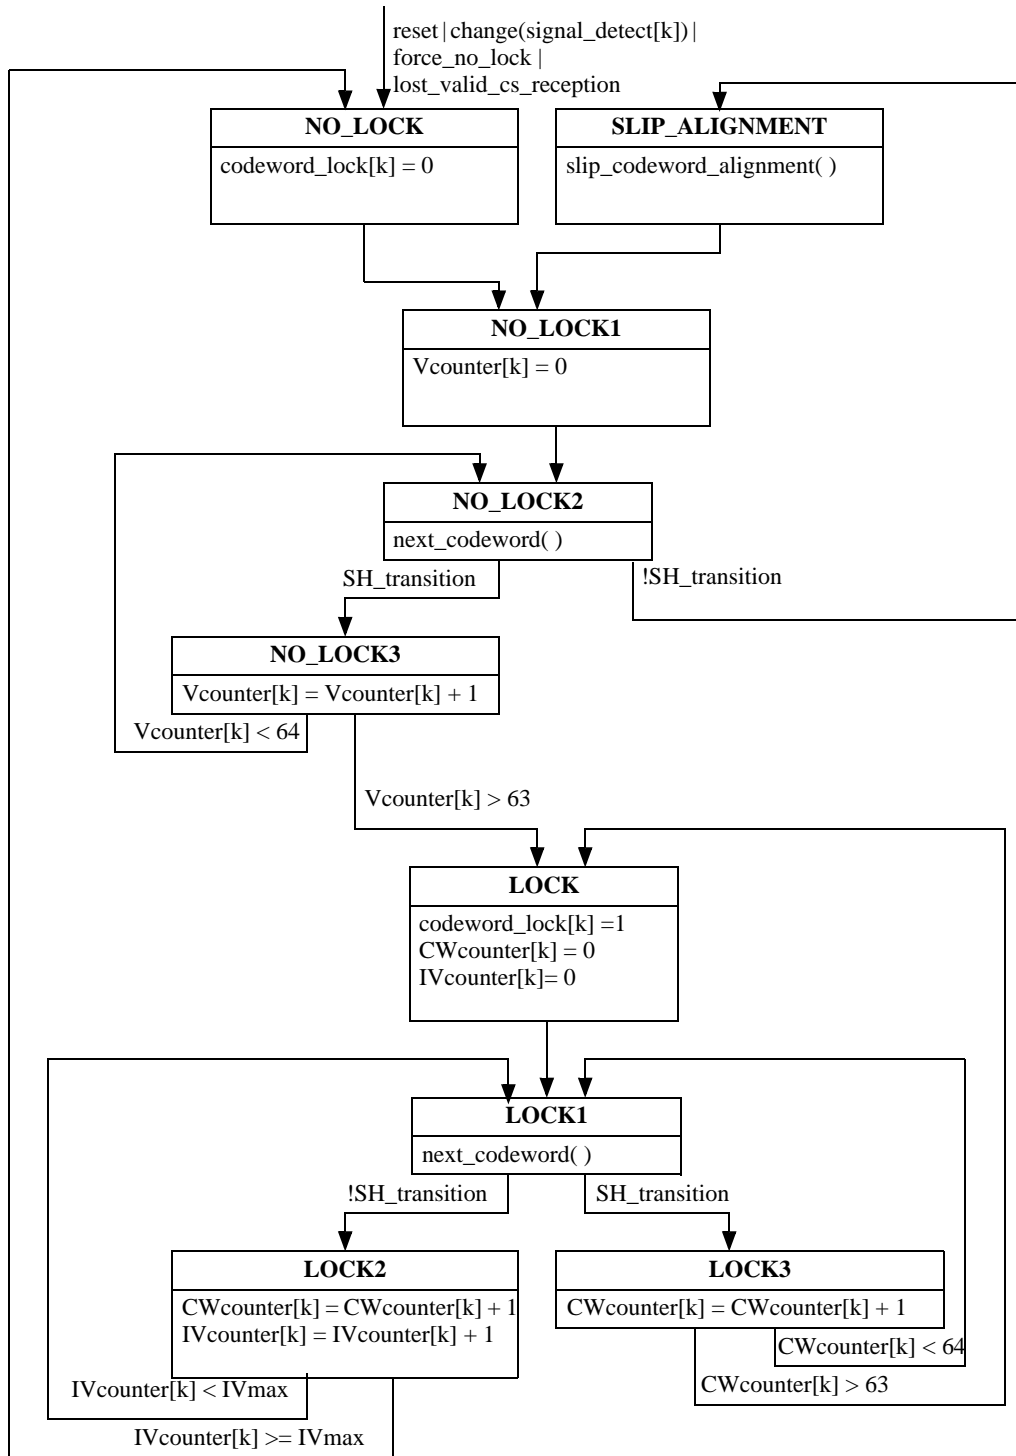 reset | change(signal_detect[k]) |
force_no_lock |
lost_valid_cs_reception
NO_LOCK
codeword_lock[k] = 0
SLIP_ALIGNMENT
slip_codeword_alignment( )
NO_LOCK1
Vcounter[k] = 0
NO_LOCK2
next_codeword( )
SH_transition
!SH_transition
NO_LOCK3
Vcounter[k] = Vcounter[k] + 1
Vcounter[k] < 64
Vcounter[k] > 63
LOCK
codeword_lock[k] =1
CWcounter[k] = 0
IVcounter[k]= 0
LOCK1
next_codeword( )
!SH_transition
SH_transition
LOCK2
CWcounter[k] = CWcounter[k] + 1
IVcounter[k] = IVcounter[k] + 1
LOCK3
CWcounter[k] = CWcounter[k] + 1
CWcounter[k] < 64
CWcounter[k] > 63
IVcounter[k] < IVmax
IVcounter[k] >= IVmax